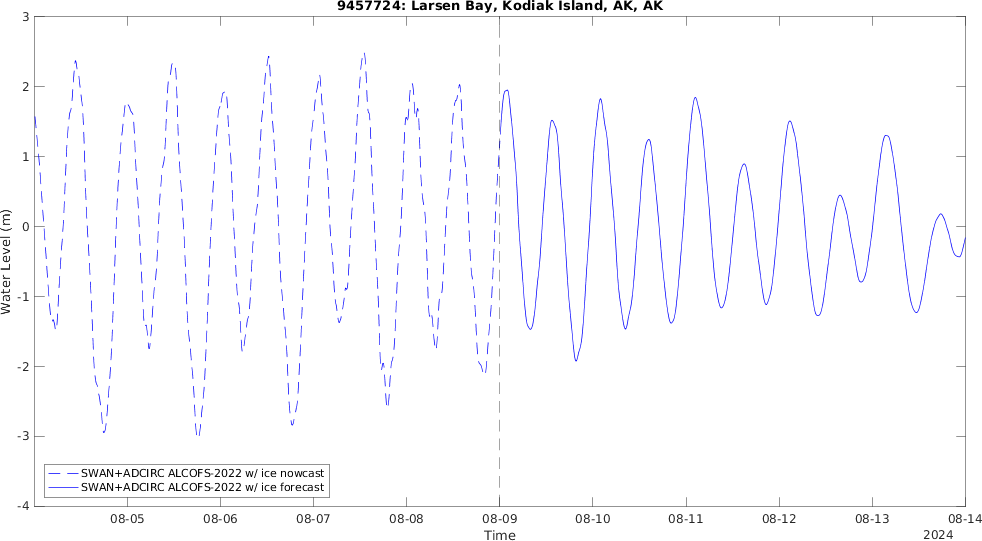 9457724: Larsen Bay, Kodiak Island, AK, AK
3
2
1
0
-1
-2
-3
-4
Water Level (m)
SWAN+ADCIRC ALCOFS-2022 w/ ice nowcast
SWAN+ADCIRC ALCOFS-2022 w/ ice forecast
08-05 08-06 08-07 08-08 08-09 08-10 08-11 08-12 08-13 08-14
Time
2024